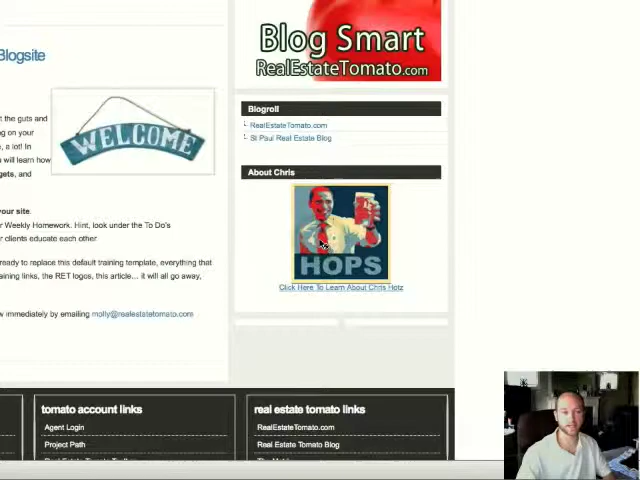 Blogsite
Blog Smart
RealEstateTomato.com
Blogroll
RealEstateTomato.com
St Paul Real Estate Blog
WELCOME
t the guts and
ng on your
, a lot! In
u will learn how
gets, and
About Chris
HOPS
Click Here To Learn About Chris Hotz
your site.
r Weekly Homework. Hint, look under the To Do's
r clients educate each other
ready to replace this default training template, everything that
aining links, the RET logos, this article... it will all go away,
w immediately by emailing molly@realestatetomato.com
tomato account links
Agent Login
Project Path
real estate tomato links
RealEstateTomato.com
Real Estate Tomato Blog